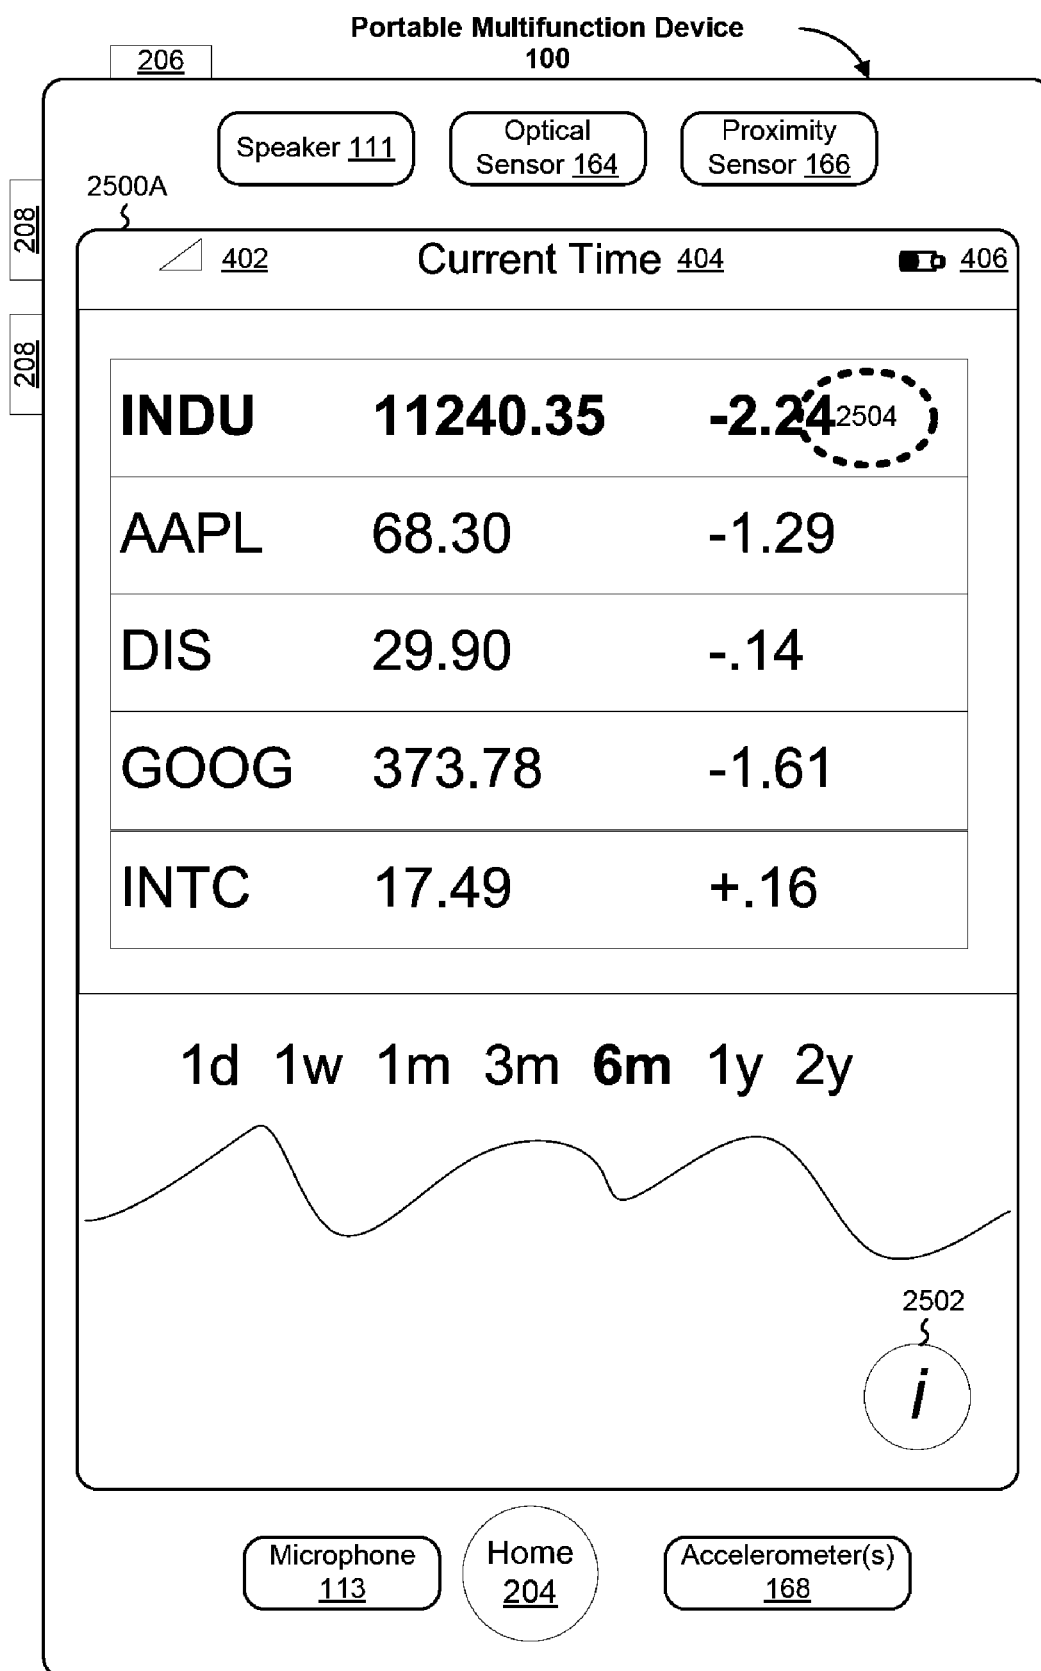 Portable Multifunction Device
100
206
Speaker 111
Optical
Sensor 164
Proximity
Sensor 166
2500A
208
208
402
Current Time 404
406
INDU 11240.35 -2.24 2504
AAPL 68.30 -1.29
DIS 29.90 -.14
GOOG 373.78 -1.61
INTC 17.49 +.16
1d 1w 1m 3m 6m 1y 2y
2502
i
Microphone
113
Home
204
Accelerometer(s)
168